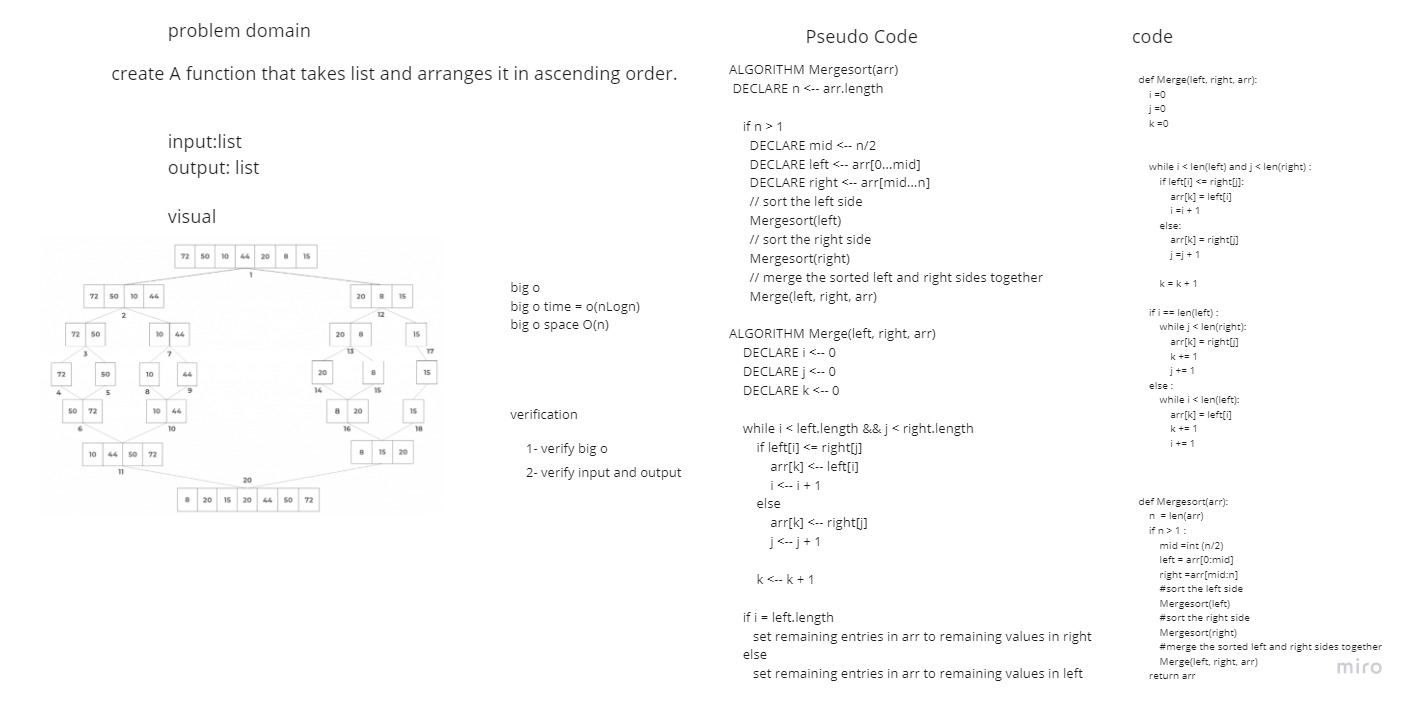 problem domain
create A function that takes list and arranges it in ascending order.
input:list
output: list
visual
72 50 10 44 20 8 15
1
72 50 10 44
20 8 15
2
12
72 50
10 44
20 8
15
3
7
13
17
72
50
10
44
20
8
15
4
5
8
9
14
15
50 72
10 44
8 20
15
6
10
16
18
10 44 50 72
8 15 20
11
20
8 20 15 20 44 50 72
big o
big o time = o(nLogn)
big o space O(n)
verification
1- verify big o
2- verify input and output
Pseudo Code
ALGORITHM Mergesort(arr)
DECLARE n <-- arr.length
if n > 1
DECLARE mid <-- n/2
DECLARE left <-- arr[0...mid]
DECLARE right <-- arr[mid...n]
// sort the left side
Mergesort(left)
// sort the right side
Mergesort(right)
// merge the sorted left and right sides together
Merge(left, right, arr)
ALGORITHM Merge(left, right, arr)
DECLARE i <-- 0
DECLARE j <-- 0
DECLARE k <-- 0
while i < left.length && j < right.length
if left[i] <= right[j]
arr[k] <-- left[i]
i <-- i + 1
else
arr[k] <-- right[j]
j <-- j + 1
k <-- k + 1
if i = left.length
set remaining entries in arr to remaining values in right
else
set remaining entries in arr to remaining values in left
code
def Merge(left, right, arr):
i =0
j =0
k =0
while i < len(left) and j < len(right) :
if left[i] <= right[j]:
arr[k] = left[i]
i =i + 1
else:
arr[k] = right[j]
j =j + 1
k = k + 1
if i == len(left) :
while j < len(right):
arr[k] = right[j]
k += 1
j += 1
else :
while i < len(left):
arr[k] = left[i]
k += 1
i += 1
def Mergesort(arr):
n = len(arr)
if n > 1 :
mid =int (n/2)
left = arr[0:mid]
right =arr[mid:n]
#sort the left side
Mergesort(left)
#sort the right side
Mergesort(right)
#merge the sorted left and right sides together
Merge(left, right, arr)
return arr
miro